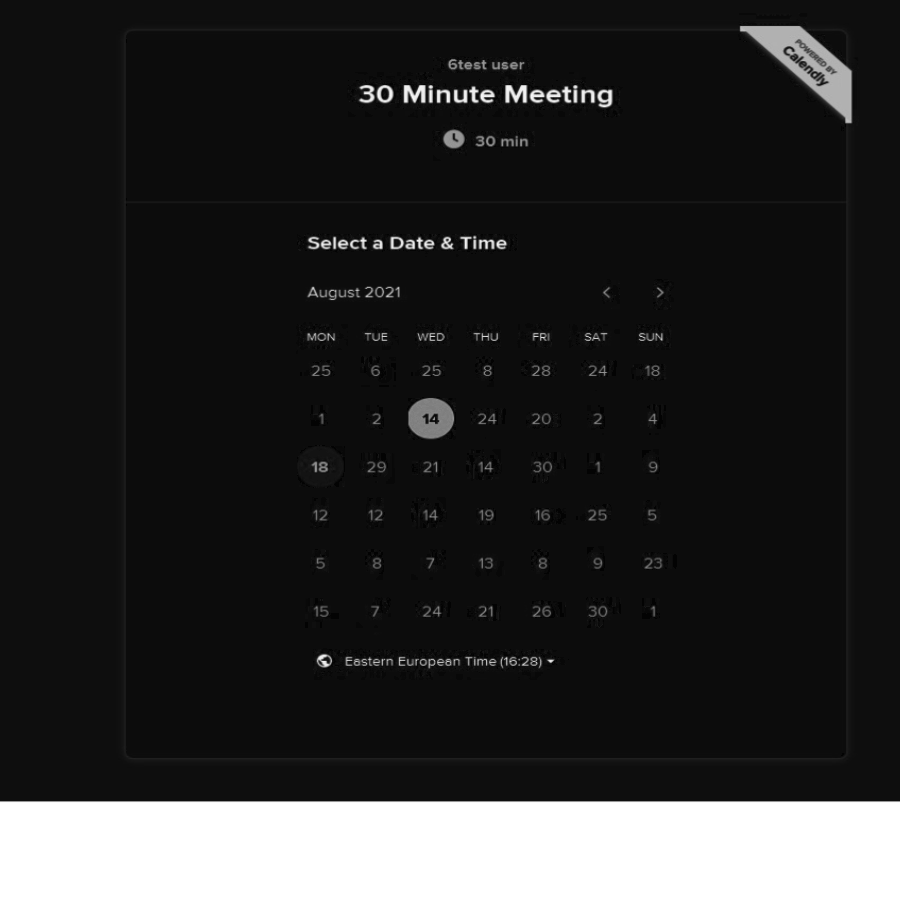 POWERED BY
Calendly
6test user
30 Minute Meeting
30 min
Select a Date & Time
August 2021
MON TUE WED THU FRI SAT SUN
25 6 25 8 28 24 18
1 2 14 24 20 2 4
18 29 21 14 30 1 9
12 12 14 19 16 25 5
5 8 7 13 8 9 23
15 7 24 21 26 30 1
Eastern European Time (16:28)